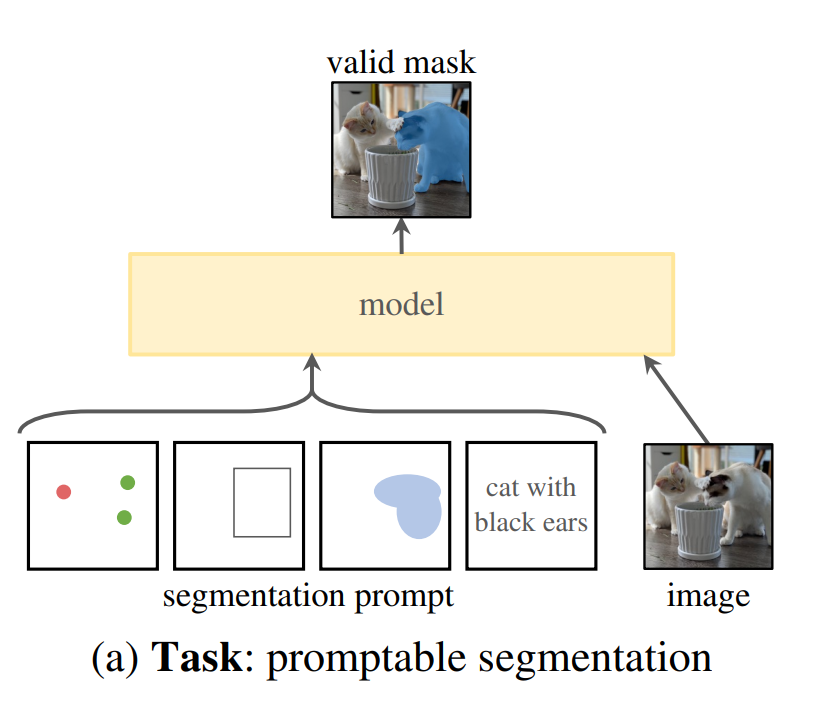 valid mask
model
cat with
black ears
segmentation prompt
image
(a) Task: promptable segmentation